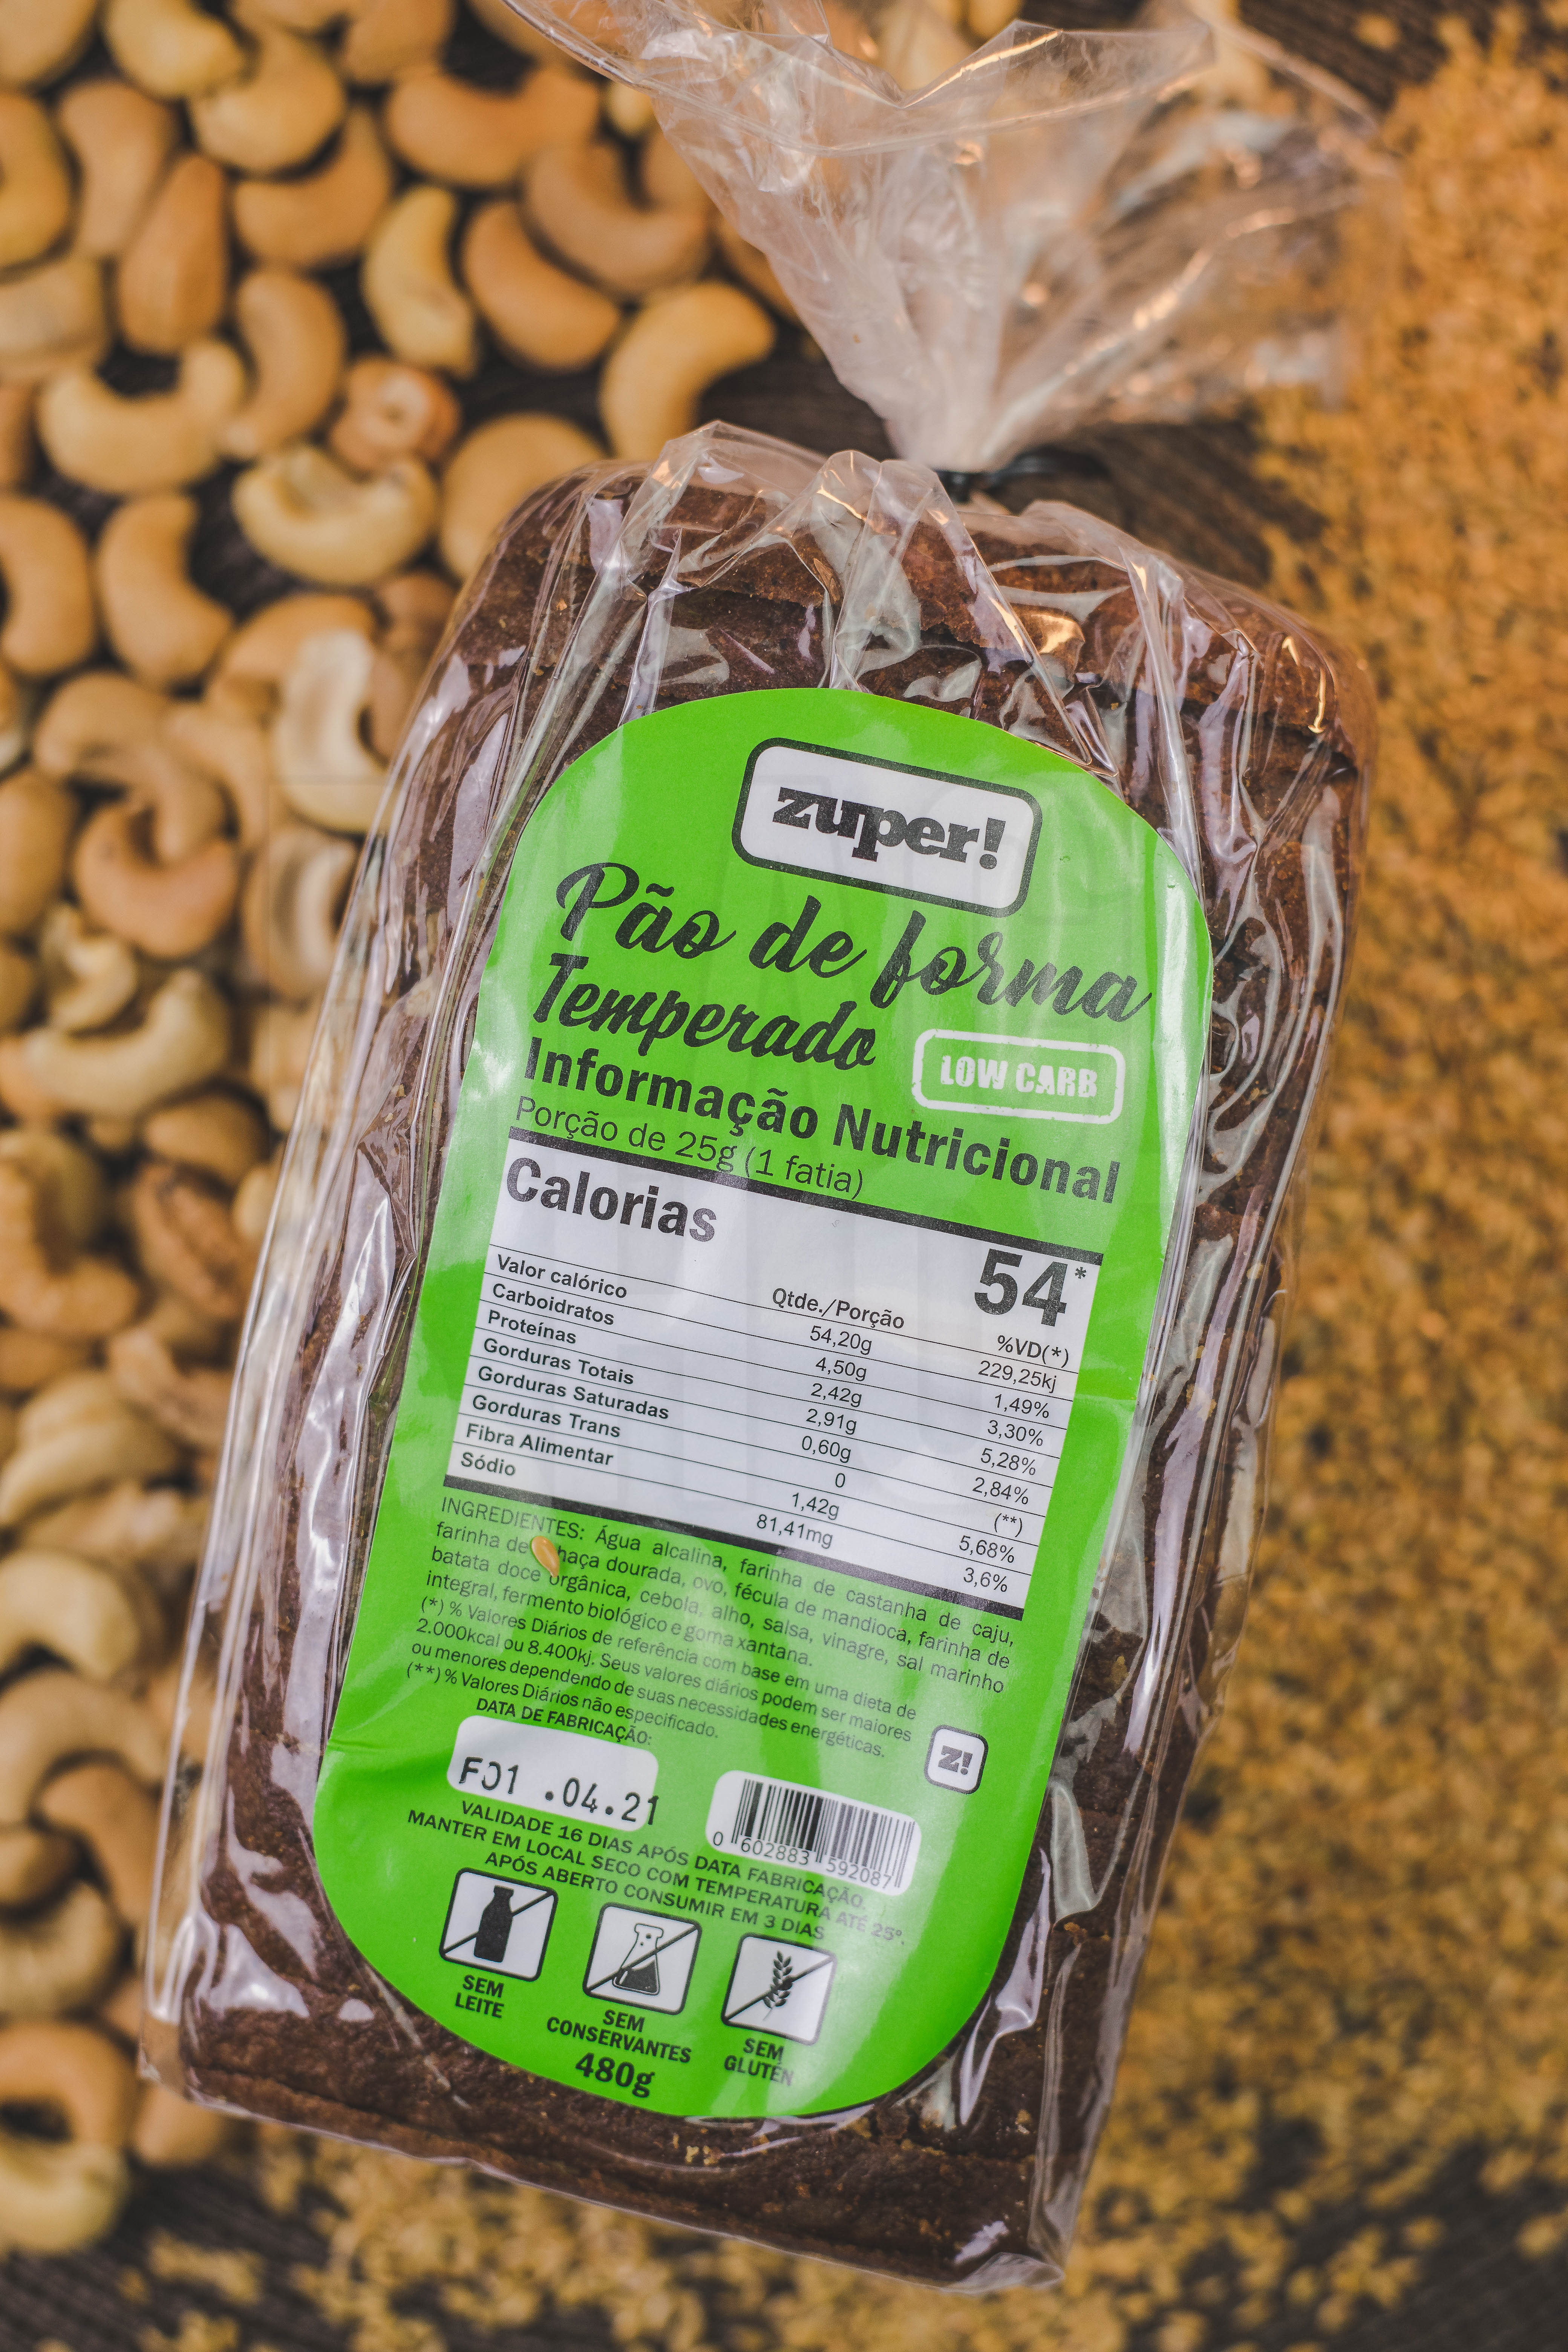 zuper!
Pão de forma
Temperado
LOW CARB
Informação Nutricional
Porção de 25g (1 fatia)
Calorias 54*
Qtde./Porção %VD(*)
Valor calórico 54,20g 229,25kj
Carboidratos 4,50g 1,49%
Proteínas 2,42g 3,30%
Gorduras Totais 2,91g 5,28%
Gorduras Saturadas 0,60g 2,84%
Gorduras Trans 0 (**)
Fibra Alimentar 1,42g 5,68%
Sódio 81,41mg 3,6%
INGREDIENTES: Água alcalina, farinha de castanha de caju,
farinha de haça dourada, ovo, fécula de mandioca, farinha de
batata doce orgânica, cebola, alho, salsa, vinagre, sal marinho
integral, fermento biológico e goma xantana.
(*) % Valores Diários de referência com base em uma dieta de
2.000kcal ou 8.400kj. Seus valores diários podem ser maiores
ou menores dependendo de suas necessidades energéticas.
(**) % Valores Diários não especificado.
z!
DATA DE FABRICAÇÃO:
F01 .04.21
0 602883 592087
VALIDADE 16 DIAS APÓS DATA FABRICAÇÃO.
MANTER EM LOCAL SECO COM TEMPERATURA ATÉ 25º.
APÓS ABERTO CONSUMIR EM 3 DIAS
SEM
LEITE
SEM
CONSERVANTES
SEM
GLUTÉN
480g